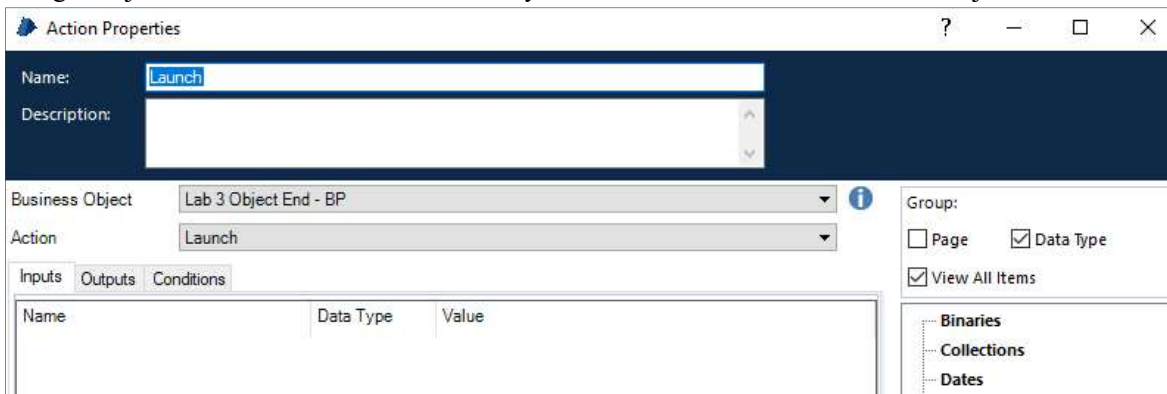 Action Properties
?
Name: Launch
Description:
Business Object Lab 3 Object End - BP
Action Launch
Inputs Outputs Conditions
Name Data Type Value
Group:
Page Data Type
View All Items
Binaries
Collections
Dates